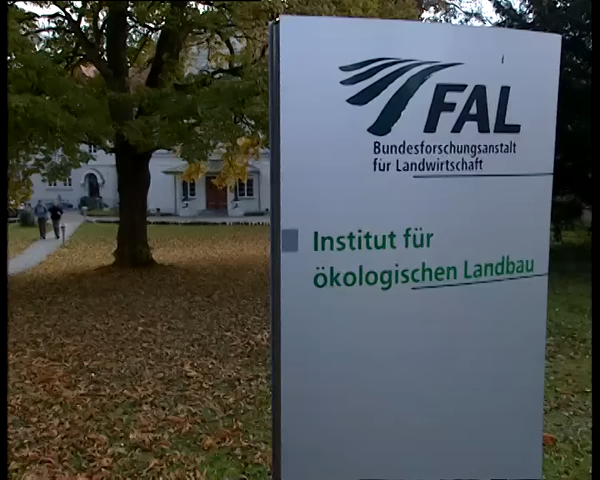 FAL
Bundesforschungsanstalt
für Landwirtschaft
Institut für
ökologischen Landbau